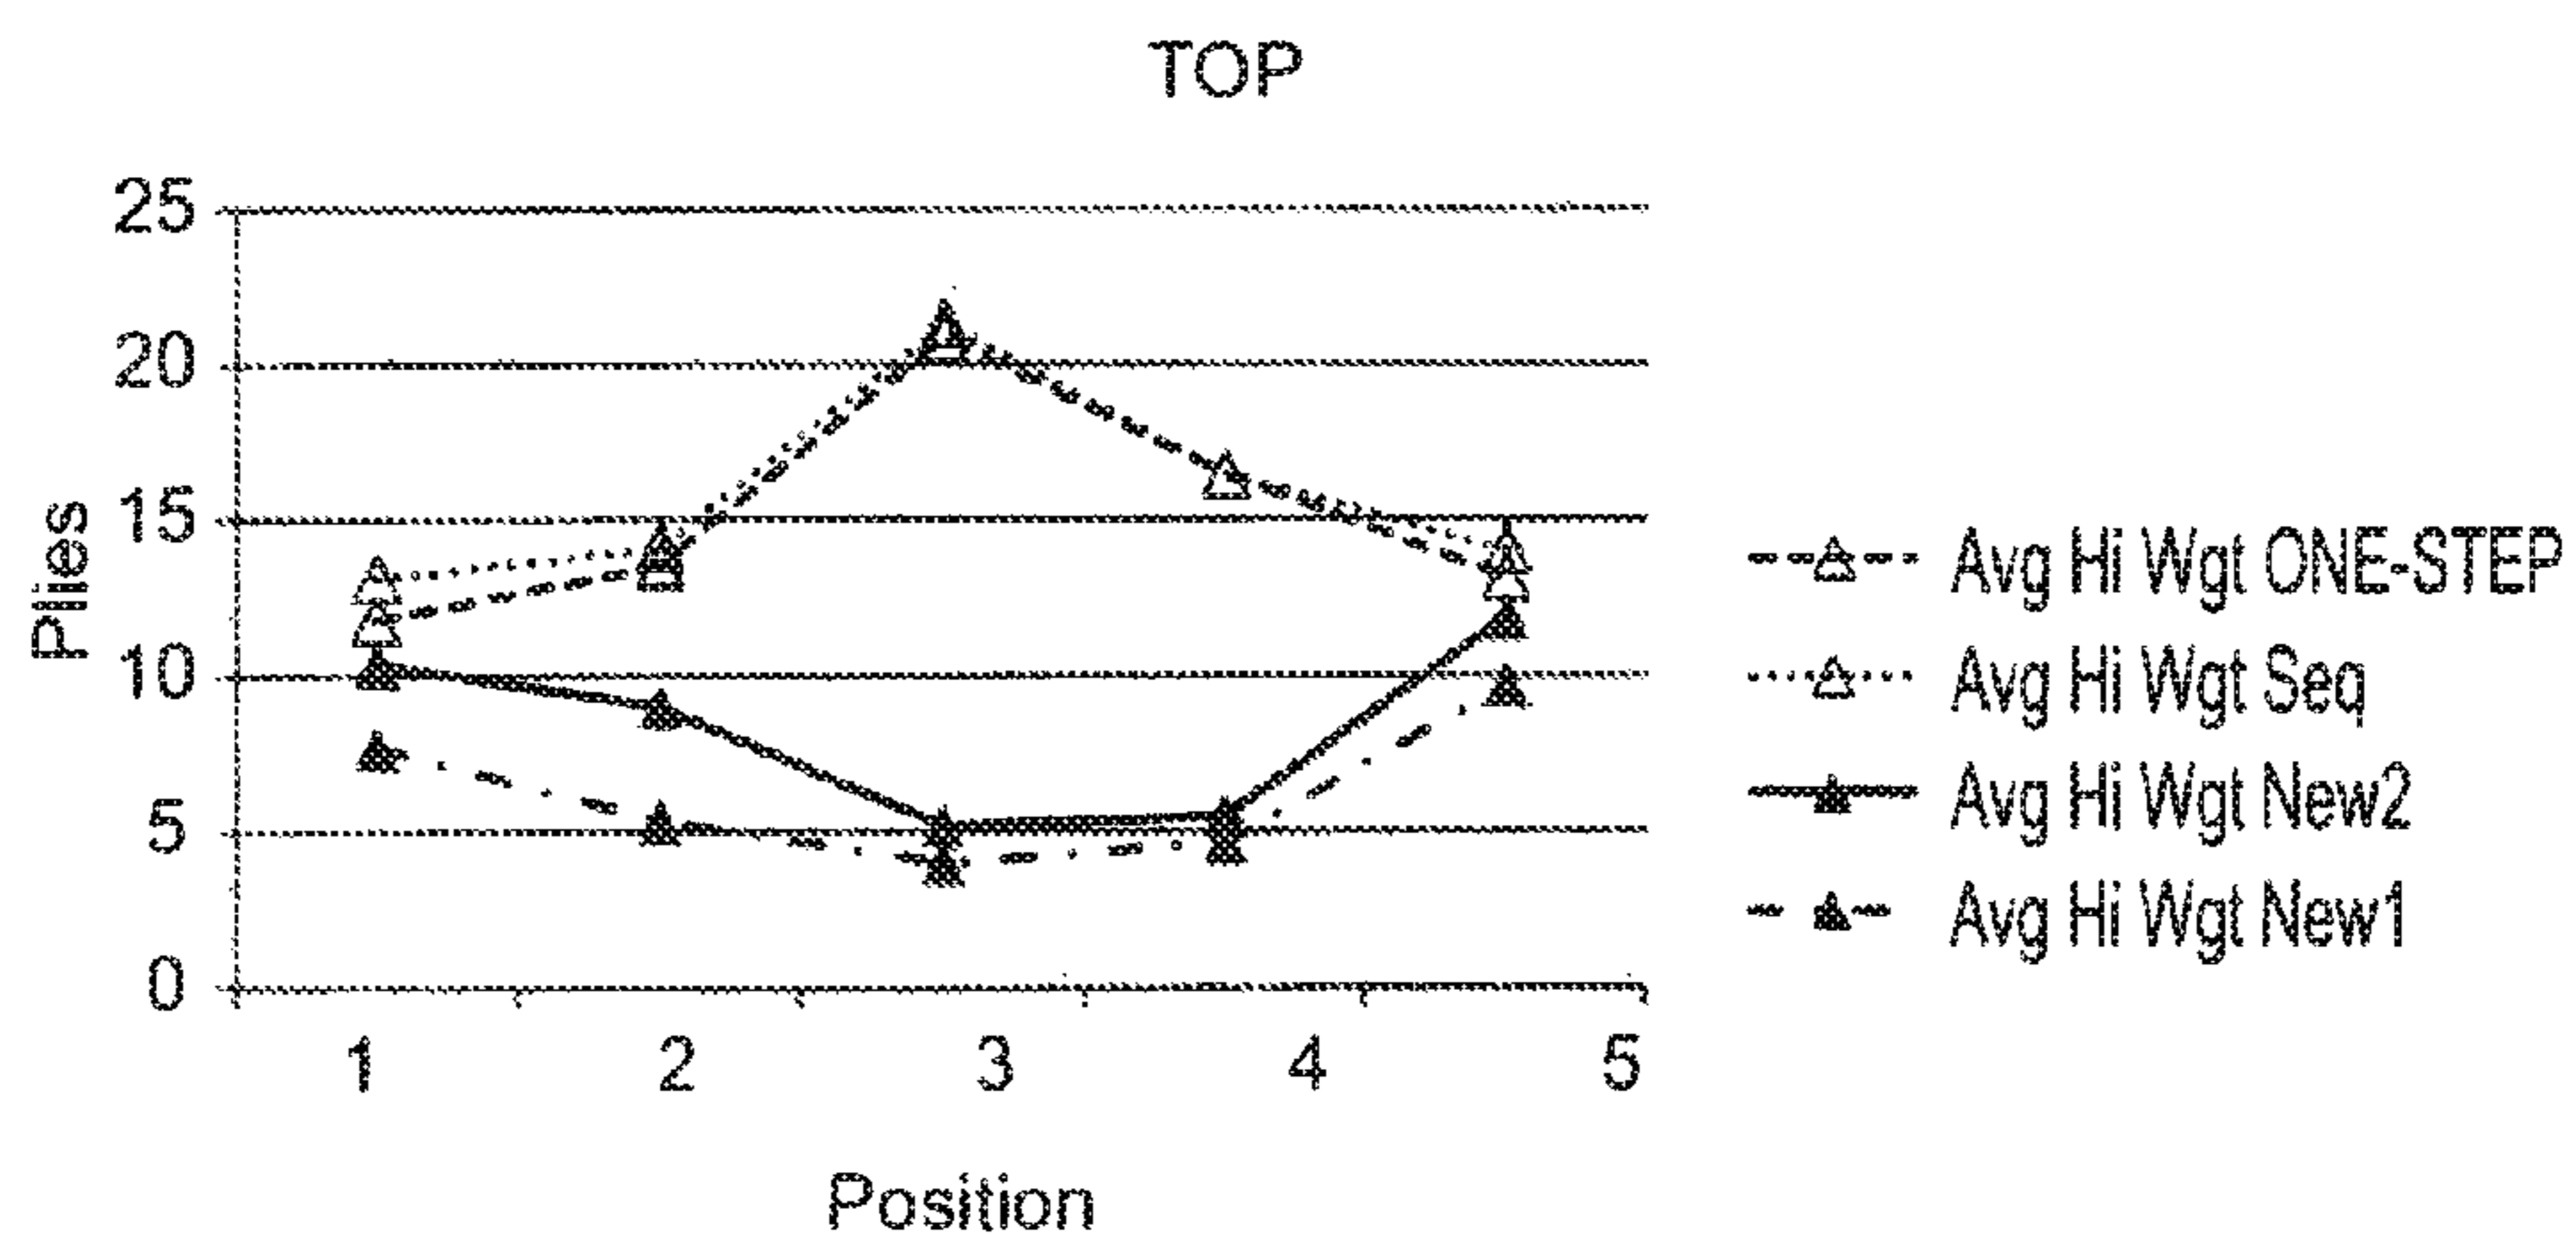 TOP
25
20
15
10
5
0
Plies
1 2 3 4 5
Position
Avg Hi Wgt ONE-STEP
Avg Hi Wgt Seq
Avg Hi Wgt New2
Avg Hi Wgt New1